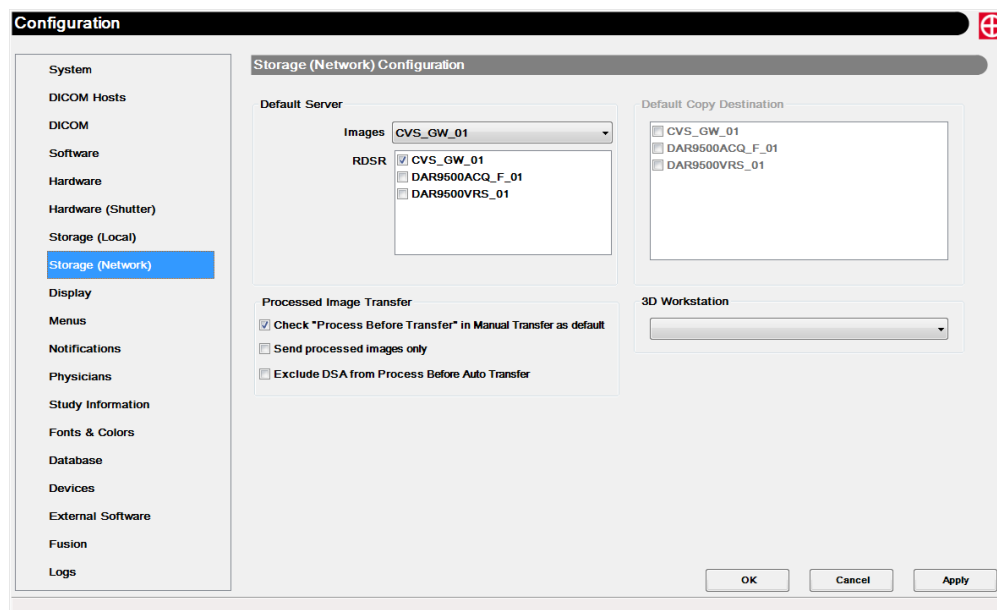 Configuration
System
DICOM Hosts
DICOM
Software
Hardware
Hardware (Shutter)
Storage (Local)
Storage (Network)
Display
Menus
Notifications
Physicians
Study Information
Fonts & Colors
Database
Devices
External Software
Fusion
Logs
Storage (Network) Configuration
Default Server
Images CVS_GW_01
RDSR CVS_GW_01
DAR9500ACQ_F_01
DAR9500VRS_01
Default Copy Destination
CVS_GW_01
DAR9500ACQ_F_01
DAR9500VRS_01
Processed Image Transfer
Check "Process Before Transfer" in Manual Transfer as default
Send processed images only
Exclude DSA from Process Before Auto Transfer
3D Workstation
OK Cancel Apply